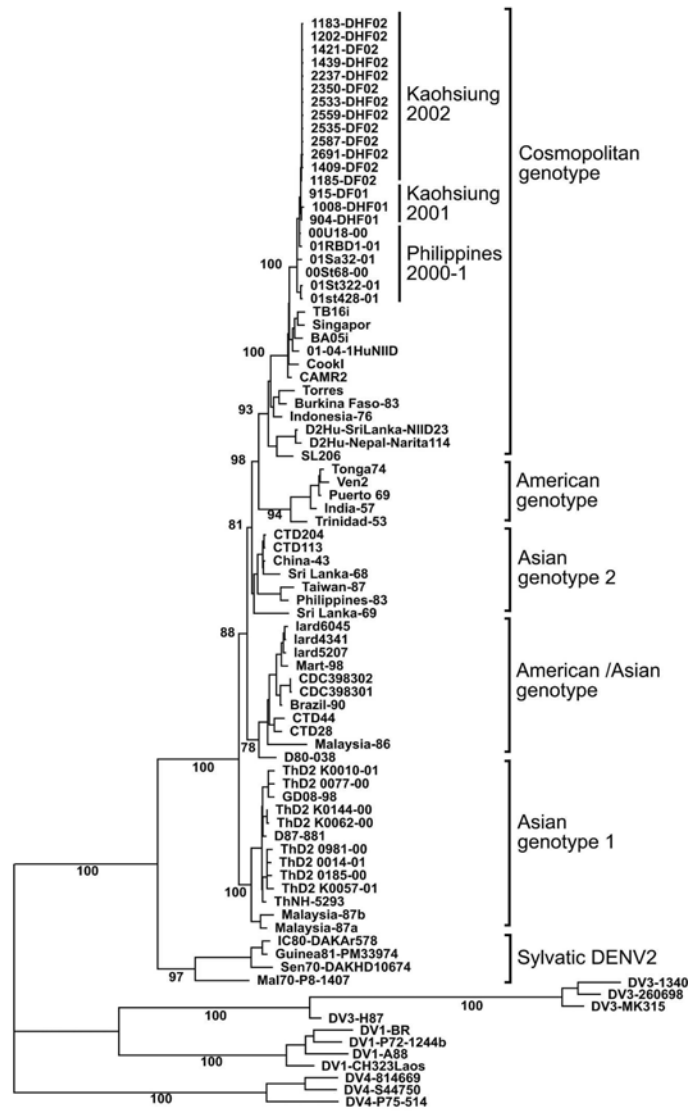 1183-DHF02
1202-DHF02
1421-DF02
1439-DHF02
2237-DHF02
2350-DF02
2533-DHF02
2559-DHF02
2535-DF02
2587-DF02
2691-DHF02
1409-DF02
1185-DF02
Kaohsiung
2002
915-DF01
1008-DHF01
904-DHF01
Kaohsiung
2001
00U18-00
01RBD1-01
01Sa32-01
00St68-00
01St322-01
01st428-01
Philippines
2000-1
100
TB16i
Singapor
BA05i
01-04-1HuNIID
CookI
CAMR2
100
Torres
Burkina Faso-83
Indonesia-76
D2Hu-SriLanka-NIID23
D2Hu-Nepal-Narita114
SL206
93
Cosmopolitan
genotype
98
Tonga74
Ven2
Puerto 69
India-57
Trinidad-53
94
American
genotype
81
CTD204
CTD113
China-43
Sri Lanka-68
Taiwan-87
Philippines-83
Sri Lanka-69
Asian
genotype 2
88
Iard6045
Iard4341
Iard5207
Mart-98
CDC398302
CDC398301
Brazil-90
CTD44
CTD28
Malaysia-86
D80-038
78
American /Asian
genotype
100
ThD2 K0010-01
ThD2 0077-00
GD08-98
ThD2 K0144-00
ThD2 K0062-00
D87-881
ThD2 0981-00
ThD2 0014-01
ThD2 0185-00
ThD2 K0057-01
ThNH-5293
Malaysia-87b
Malaysia-87a
100
Asian
genotype 1
100
IC80-DAKAr578
Guinea81-PM33974
Sen70-DAKHD10674
Mal70-P8-1407
97
Sylvatic DENV2
DV3-1340
DV3-260698
DV3-MK315
100
100
DV3-H87
DV1-BR
DV1-P72-1244b
DV1-A88
DV1-CH323Laos
100
DV4-814669
DV4-S44750
DV4-P75-514
100